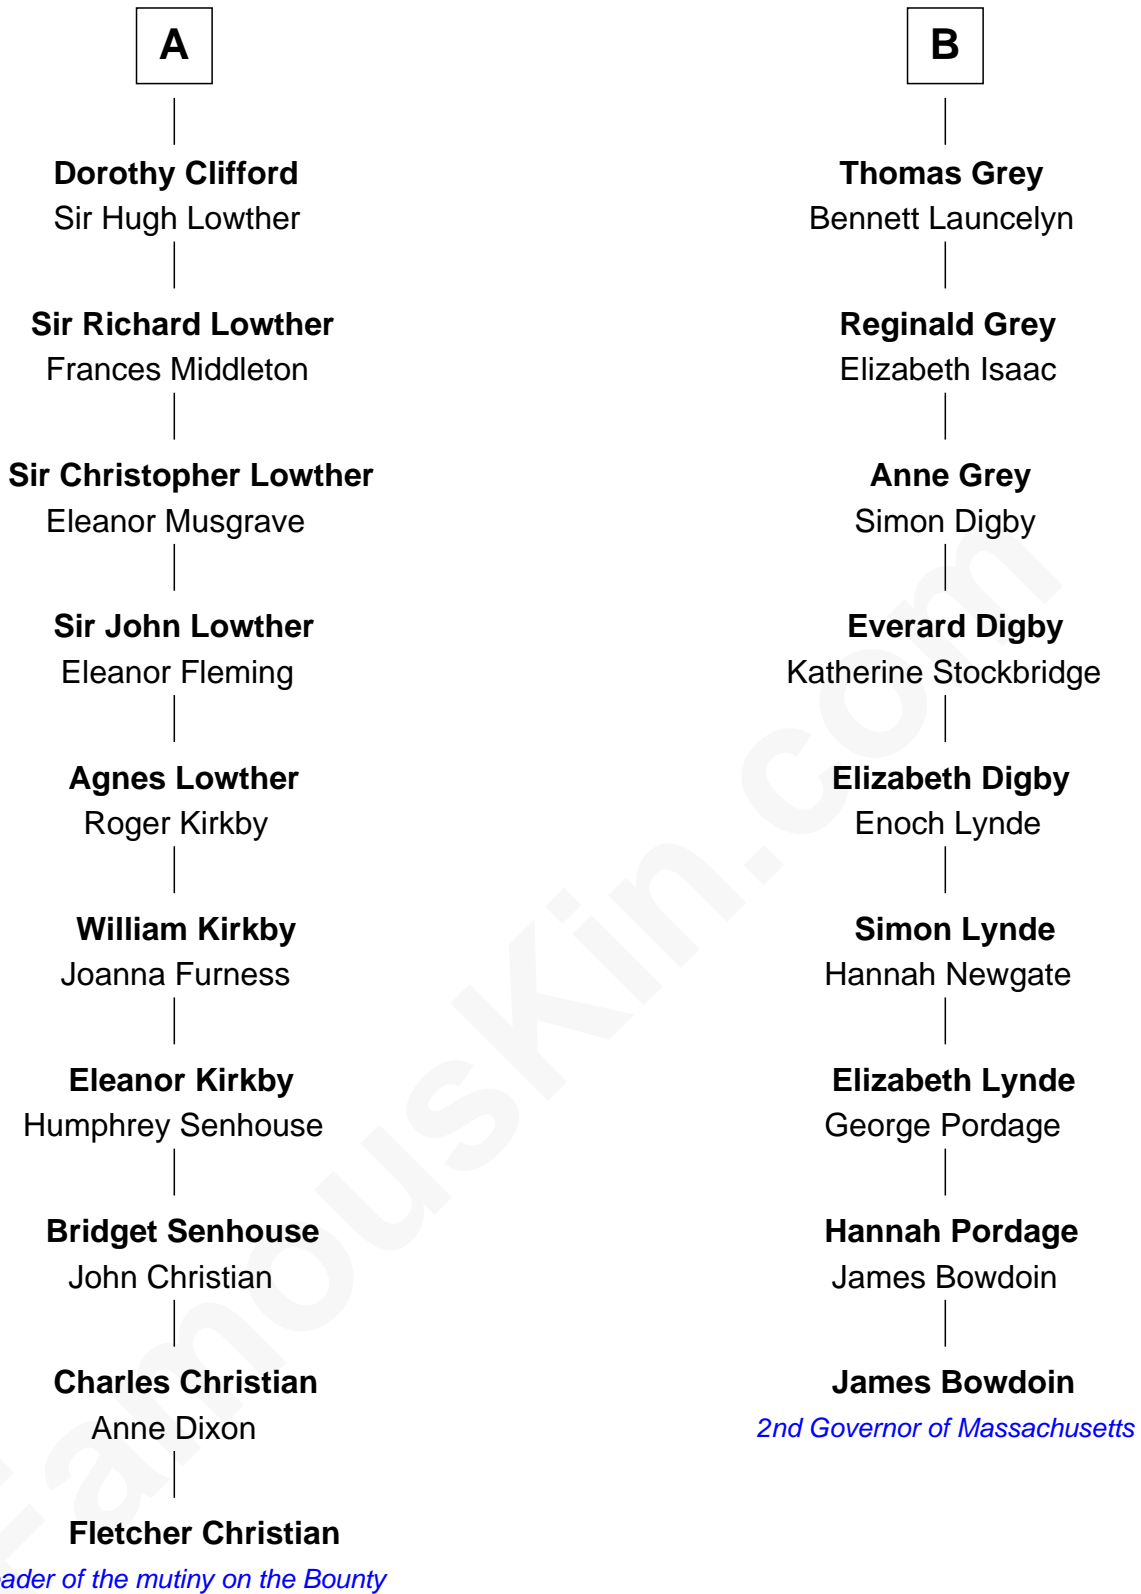 A
Dorothy Clifford
Sir Hugh Lowther
Sir Richard Lowther
Frances Middleton
Sir Christopher Lowther
Eleanor Musgrave
Sir John Lowther
Eleanor Fleming
Agnes Lowther
Roger Kirkby
William Kirkby
Joanna Furness
Eleanor Kirkby
Humphrey Senhouse
Bridget Senhouse
John Christian
Charles Christian
Anne Dixon
Fletcher Christian
of the mutiny on the Bounty
B
Thomas Grey
Bennett Launcelyn
Reginald Grey
Elizabeth Isaac
Anne Grey
Simon Digby
Everard Digby
Katherine Stockbridge
Elizabeth Digby
Enoch Lynde
Simon Lynde
Hannah Newgate
Elizabeth Lynde
George Pordage
Hannah Pordage
James Bowdoin
James Bowdoin
2nd Governor of Massachusetts
FamousKin.com